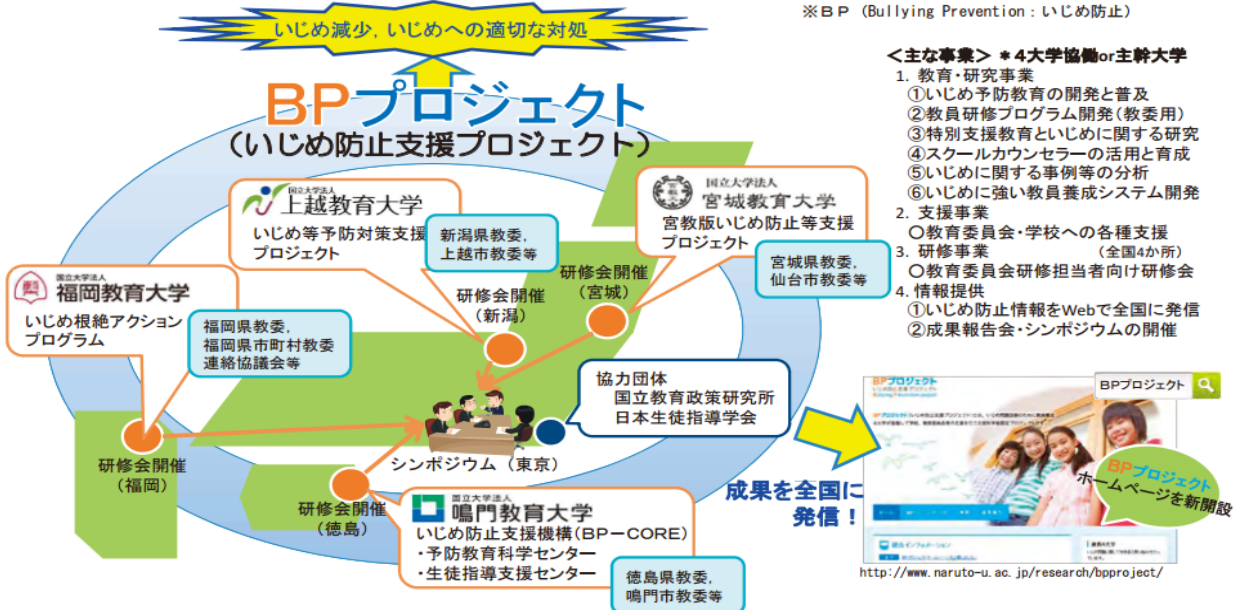 いじめ減少，いじめへの適切な対処
BPプロジェクト
（いじめ防止支援プロジェクト）
※ＢＰ (Bullying Prevention：いじめ防止）
＜主な事業＞ ＊４大学協働or主幹大学
1. 教育・研究事業
①いじめ予防教育の開発と普及
②教員研修プログラム開発（教委用）
③特別支援教育といじめに関する研究
④スクールカウンセラーの活用と育成
⑤いじめに関する事例等の分析
⑥いじめに強い教員養成システム開発
2. 支援事業
〇教育委員会・学校への各種支援
3. 研修事業 （全国4か所）
〇教育委員会研修担当者向け研修会
4. 情報提供
①いじめ防止情報をWebで全国に発信
②成果報告会・シンポジウムの開催
国立大学法人
上越教育大学
いじめ等予防対策支援
プロジェクト
新潟県教委，
上越市教委等
国立大学法人
宮城教育大学
宮教版いじめ防止等支援
プロジェクト
宮城県教委，
仙台市教委等
国立大学法人
福岡教育大学
いじめ根絶アクション
プログラム
福岡県教委，
福岡県市町村教委
連絡協議会等
研修会開催
（新潟）
研修会開催
（宮城）
協力団体
国立教育政策研究所
日本生徒指導学会
シンポジウム （東京）
研修会開催
（福岡）
研修会開催
（徳島）
国立大学法人
鳴門教育大学
いじめ防止支援機構（BPーCORE）
・予防教育科学センター
・生徒指導支援センター
徳島県教委，
鳴門市教委等
成果を全国に
発信！
BPプロジェクト
BPプロジェクト
BPプロジェクト
ホームページを新開設
http://www.naruto-u.ac.jp/research/bpproject/